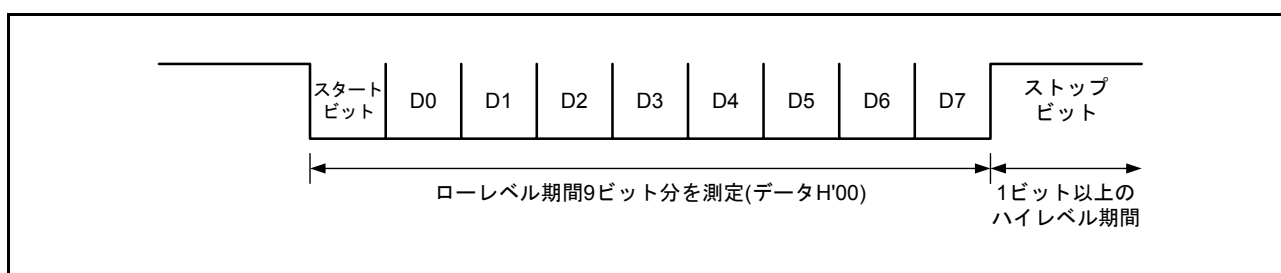 スタート
ビット
D0
D1
D2
D3
D4
D5
D6
D7
ストップ
ビット
ローレベル期間9ビット分を測定(データH'00)
1ビット以上の
ハイレベル期間